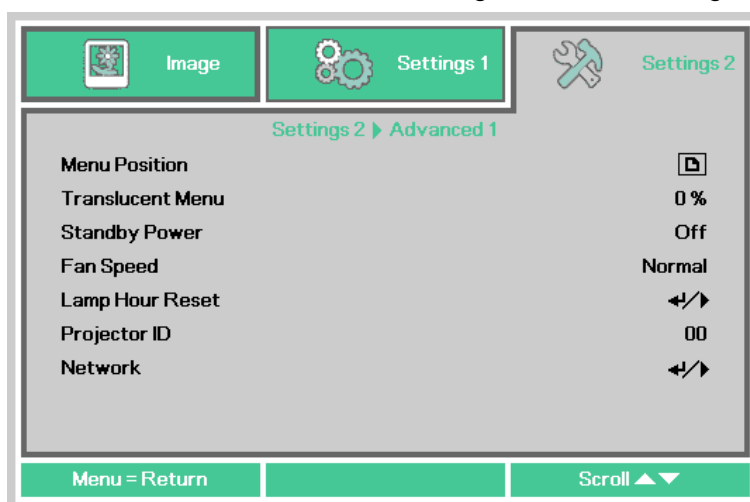 Image
Settings 1
Settings 2
Settings 2 ▶ Advanced 1
Menu Position
Translucent Menu 0 %
Standby Power Off
Fan Speed Normal
Lamp Hour Reset ↵/▶
Projector ID 00
Network ↵/▶
Menu = Return
Scroll ▲▼